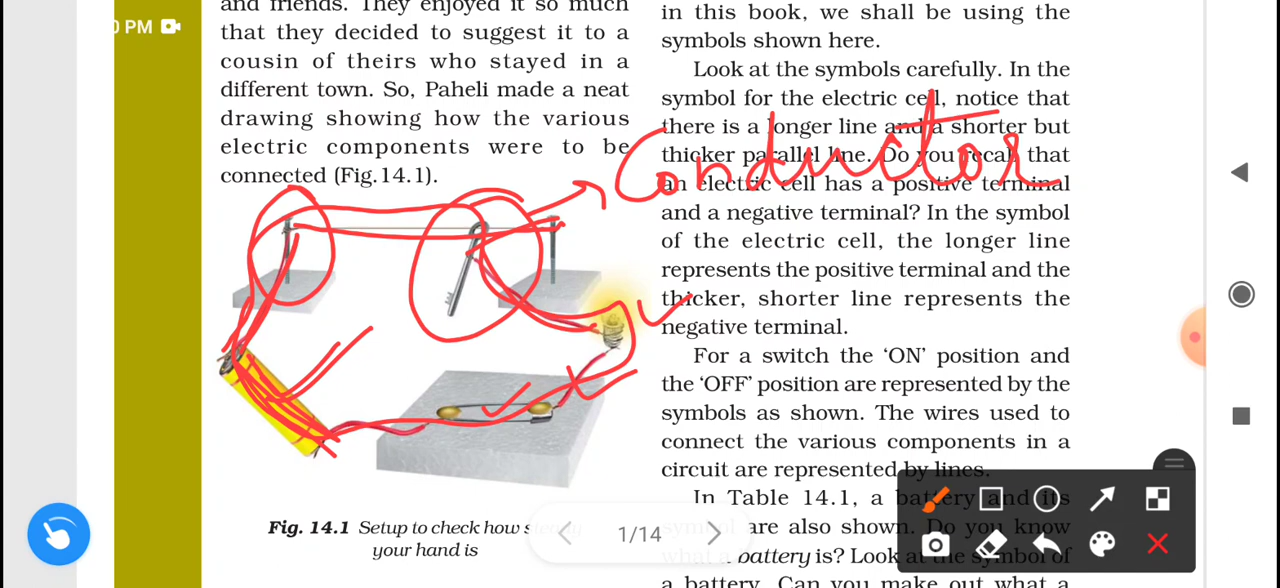 0 PM
and friends. They enjoyed it so much
that they decided to suggest it to a
cousin of theirs who stayed in a
different town. So, Paheli made a neat
drawing showing how the various
electric components were to be
connected (Fig.14.1).
Fig. 14.1 Setup to check how
your hand is
in this book, we shall be using the
symbols shown here.
Look at the symbols carefully. In the
symbol for the electric cell, notice that
there is a longer line and a shorter but
thicker parallel line. Do you recall that
an electric cell has a positive terminal
and a negative terminal? In the symbol
of the electric cell, the longer line
represents the positive terminal and the
thicker, shorter line represents the
negative terminal.
For a switch the ‘ON’ position and
the ‘OFF’ position are represented by the
symbols as shown. The wires used to
connect the various components in a
circuit are represented by lines.
In Table 14.1, a battery and its
symbol are also shown. Do you know
what a battery is? Look at the symbol of
a battery. Can you make out what a
Conductor
1/14